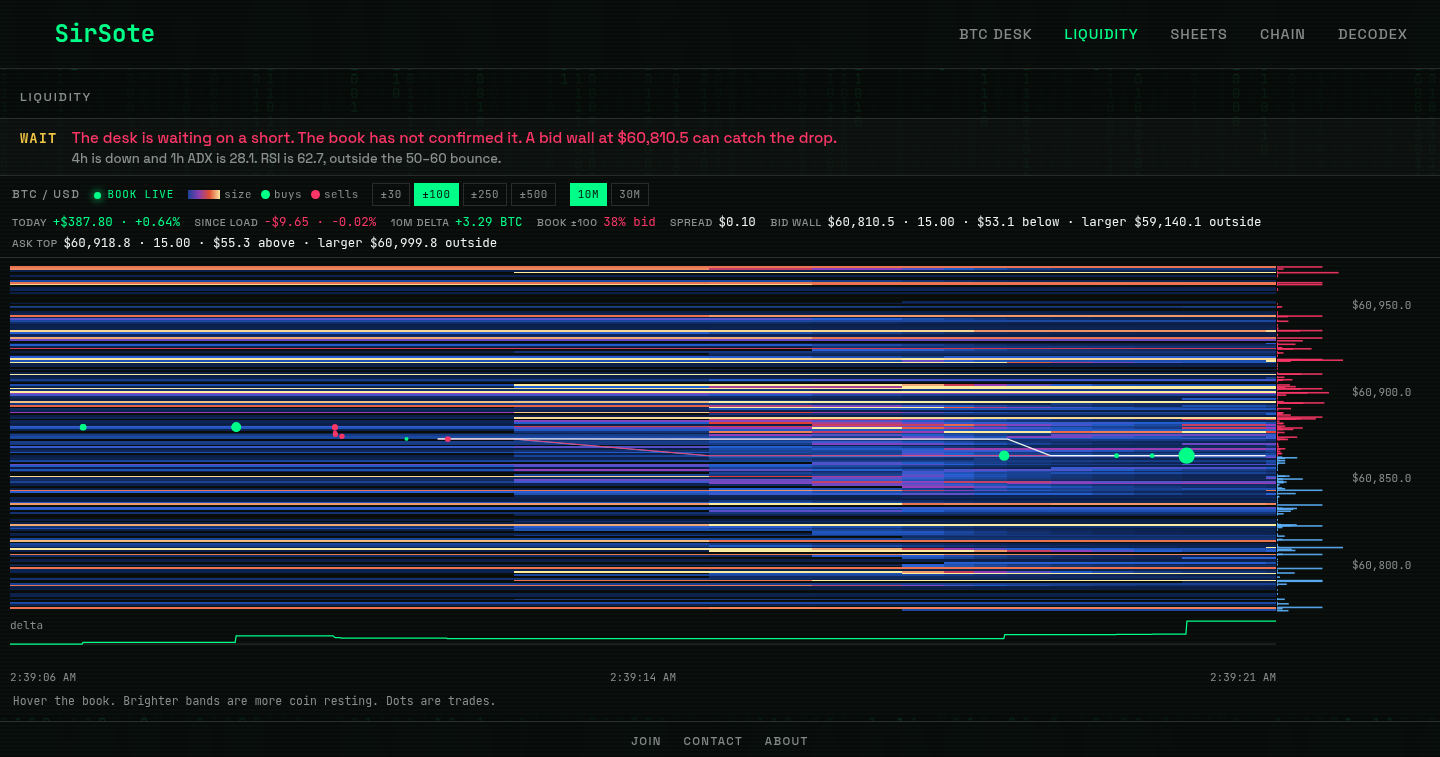 SirSote
BTC DESK LIQUIDITY SHEETS CHAIN DECODEX
LIQUIDITY
WAIT The desk is waiting on a short. The book has not confirmed it. A bid wall at $60,810.5 can catch the drop.
4h is down and 1h ADX is 28.1. RSI is 62.7, outside the 50–60 bounce.
BTC / USD BOOK LIVE size buys sells ±30 ±100 ±250 ±500 10M 30M
TODAY +$387.80 · +0.64% SINCE LOAD -$9.65 · -0.02% 10M DELTA +3.29 BTC BOOK ±100 38% bid SPREAD $0.10 BID WALL $60,810.5 · 15.00 · $53.1 below · larger $59,140.1 outside
ASK TOP $60,918.8 · 15.00 · $55.3 above · larger $60,999.8 outside
$60,950.0
$60,900.0
$60,850.0
$60,800.0
delta
2:39:06 AM 2:39:14 AM 2:39:21 AM
Hover the book. Brighter bands are more coin resting. Dots are trades.
JOIN CONTACT ABOUT